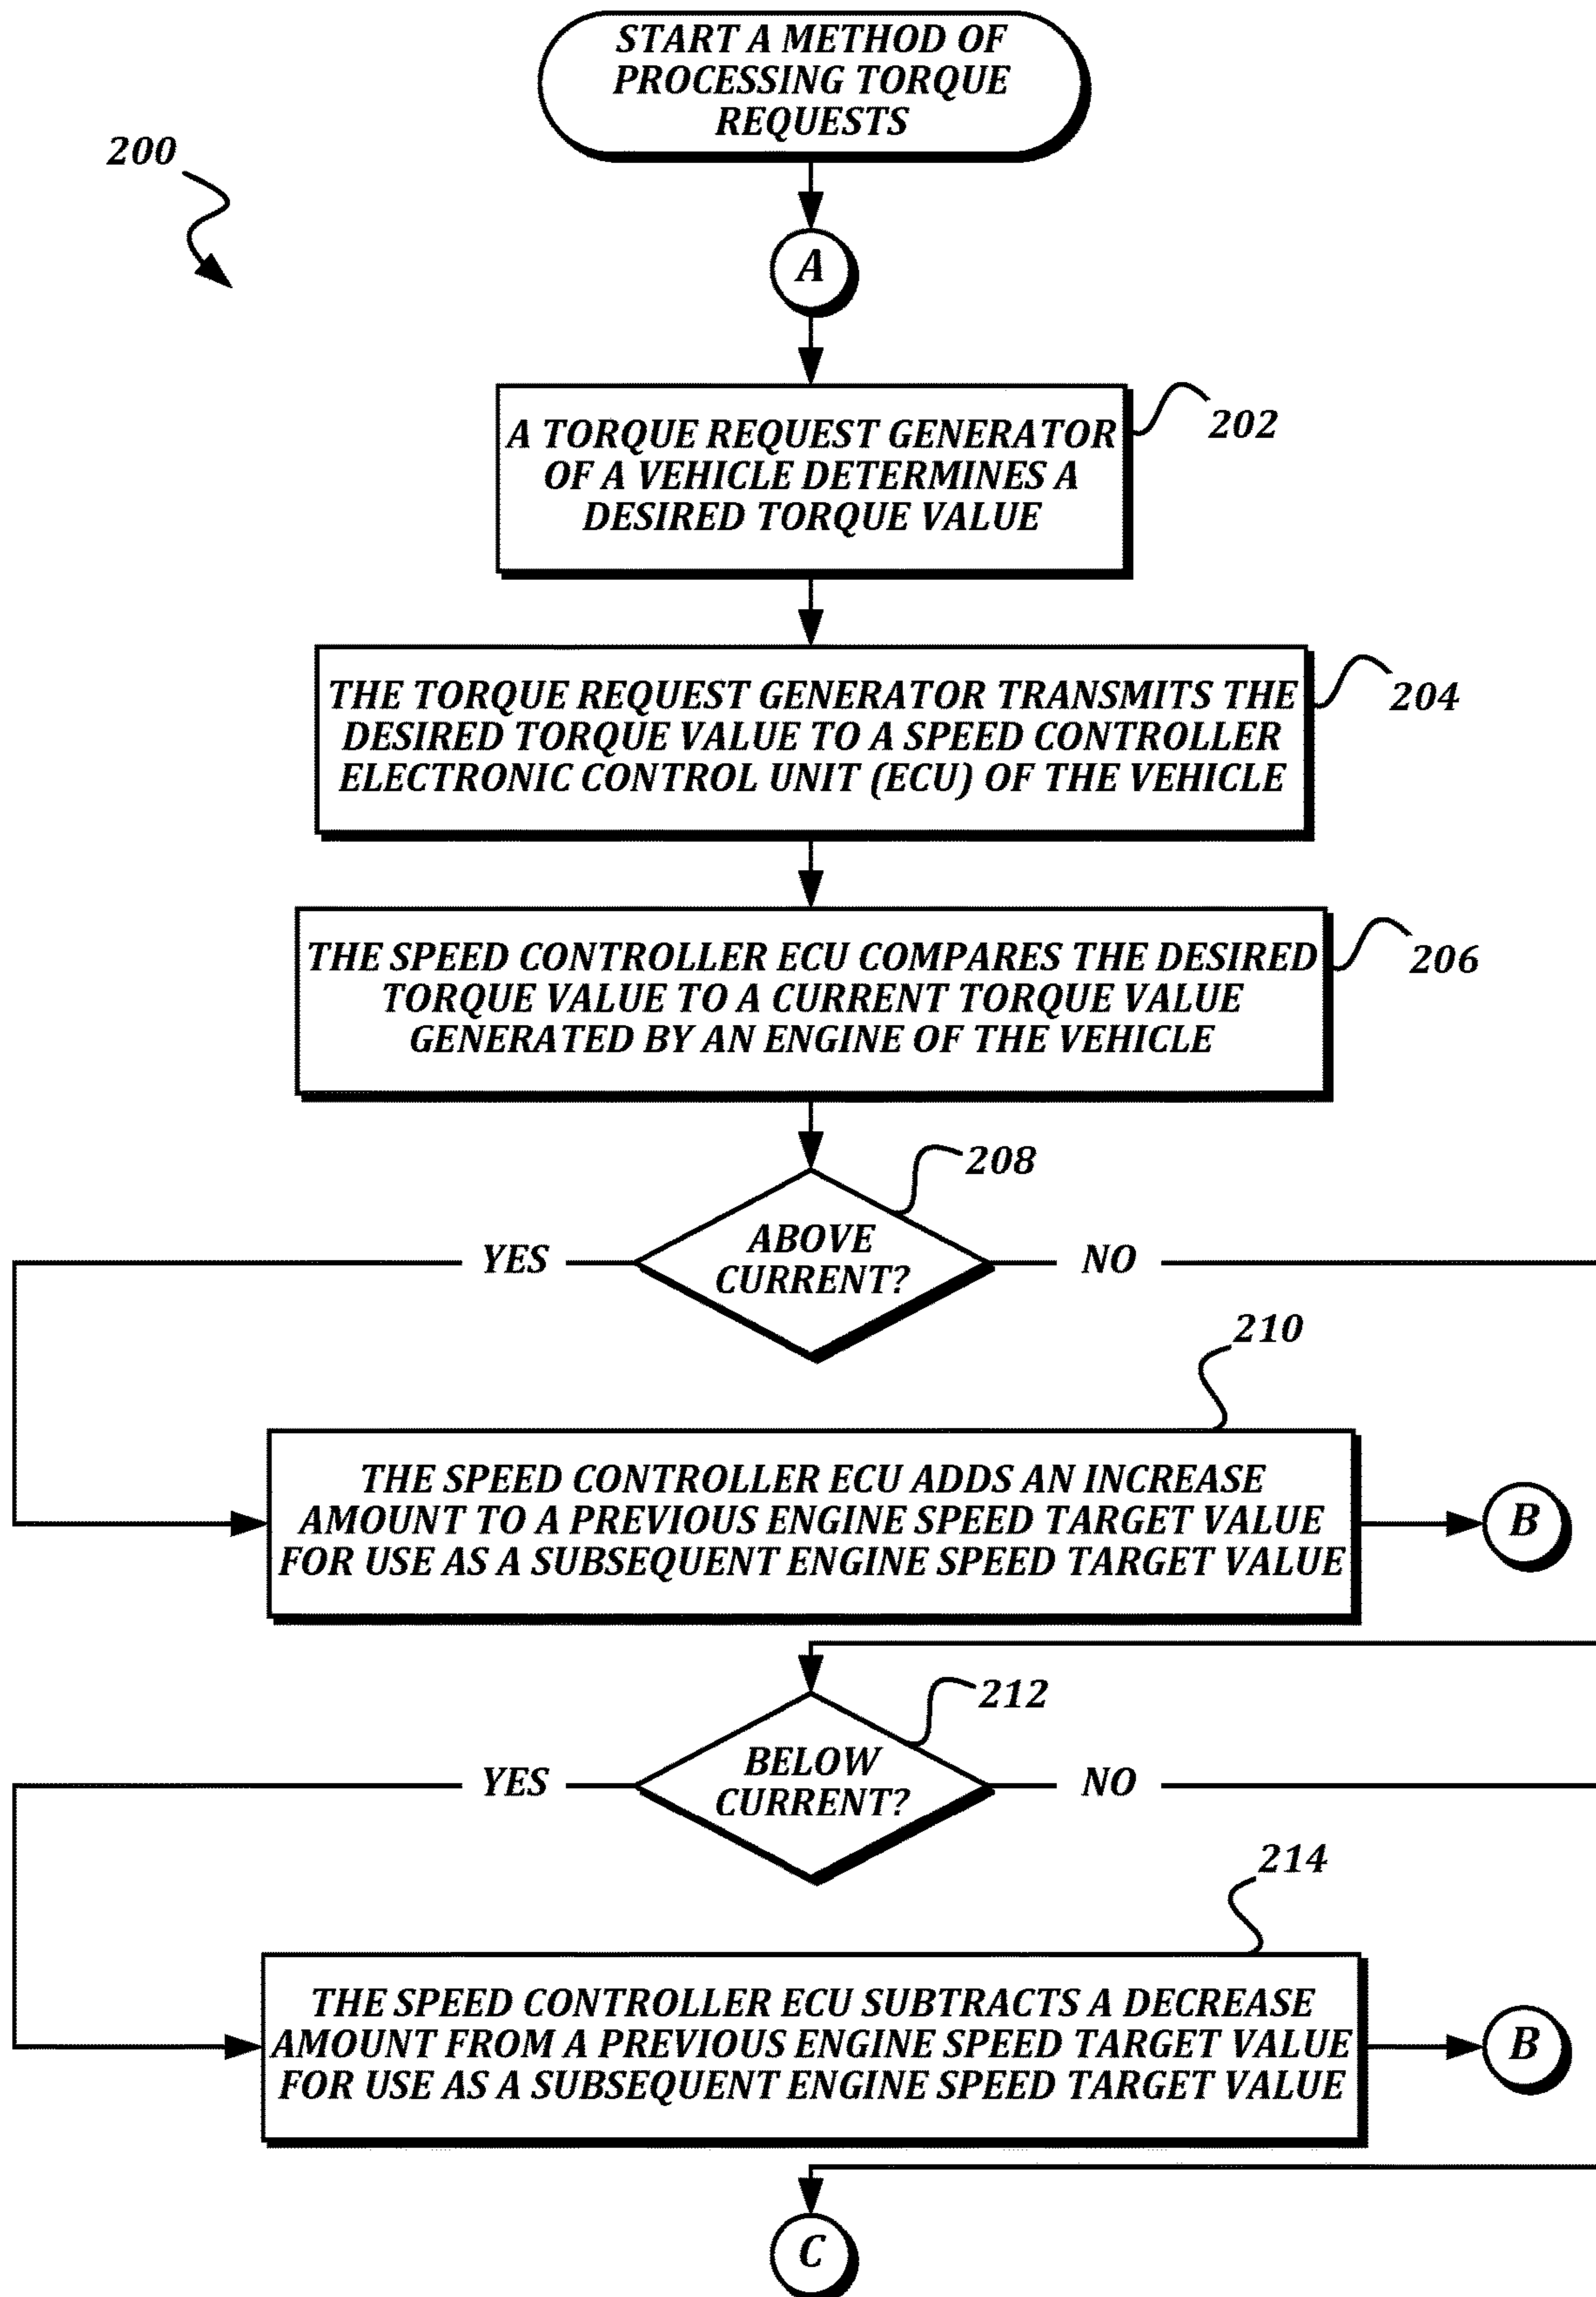 START A METHOD OF
PROCESSING TORQUE
REQUESTS
200
A
A TORQUE REQUEST GENERATOR
OF A VEHICLE DETERMINES A
DESIRED TORQUE VALUE
202
THE TORQUE REQUEST GENERATOR TRANSMITS THE
DESIRED TORQUE VALUE TO A SPEED CONTROLLER
ELECTRONIC CONTROL UNIT (ECU) OF THE VEHICLE
204
THE SPEED CONTROLLER ECU COMPARES THE DESIRED
TORQUE VALUE TO A CURRENT TORQUE VALUE
GENERATED BY AN ENGINE OF THE VEHICLE
206
208
ABOVE
CURRENT?
YES
NO
210
THE SPEED CONTROLLER ECU ADDS AN INCREASE
AMOUNT TO A PREVIOUS ENGINE SPEED TARGET VALUE
FOR USE AS A SUBSEQUENT ENGINE SPEED TARGET VALUE
B
212
BELOW
CURRENT?
YES
NO
214
THE SPEED CONTROLLER ECU SUBTRACTS A DECREASE
AMOUNT FROM A PREVIOUS ENGINE SPEED TARGET VALUE
FOR USE AS A SUBSEQUENT ENGINE SPEED TARGET VALUE
B
C